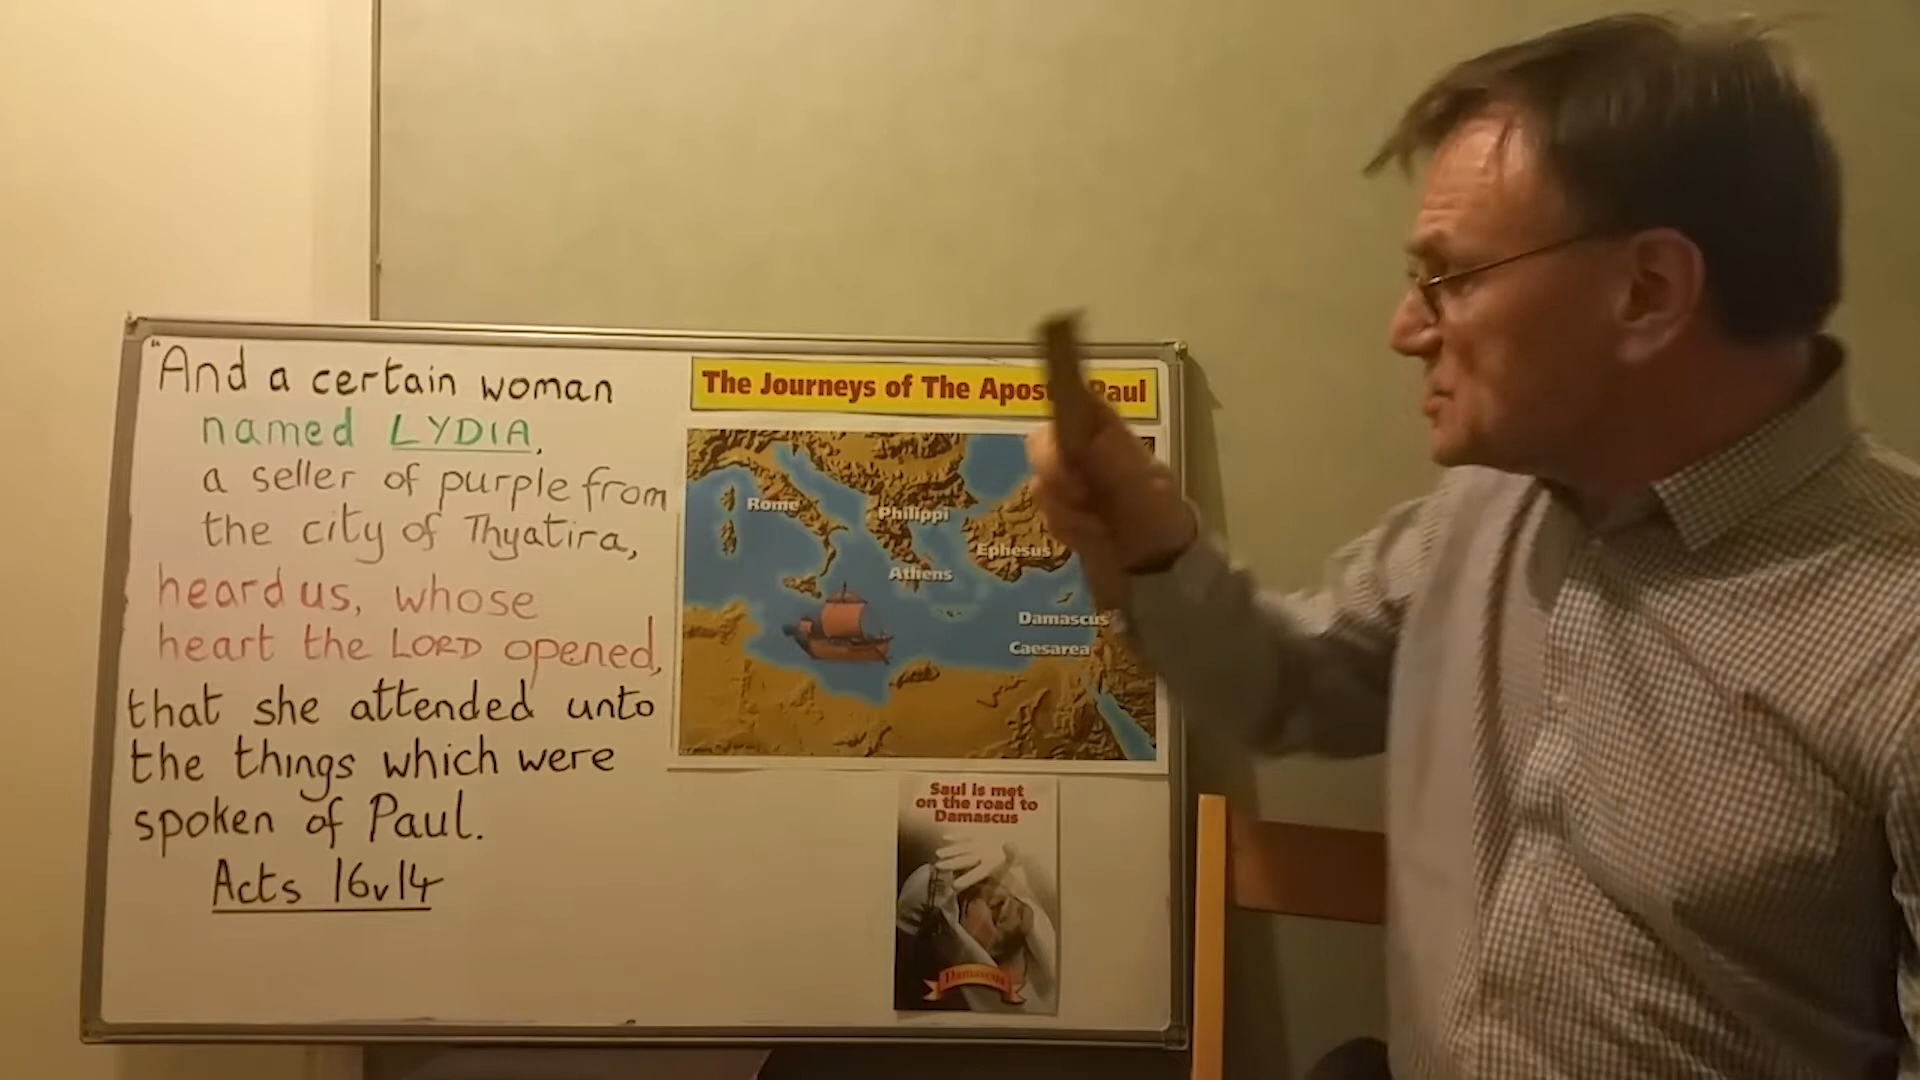 "And a certain woman
named LYDIA,
a seller of purple from
the city of Thyatira,
heard us, whose
heart the LORD opened,
that she attended unto
the things which were
spoken of Paul.
Acts 16v14
The Journeys of The Apost Paul
Rome
Philippi
Ephesus
Athens
Damascus
Caesarea
Saul is met
on the road to
Damascus
Damascus